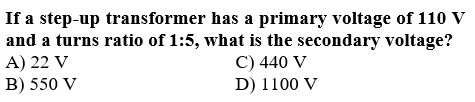 If a step-up transformer has a primary voltage of 110 V
and a turns ratio of 1:5, what is the secondary voltage?
A) 22 V C) 440 V
B) 550 V D) 1100 V